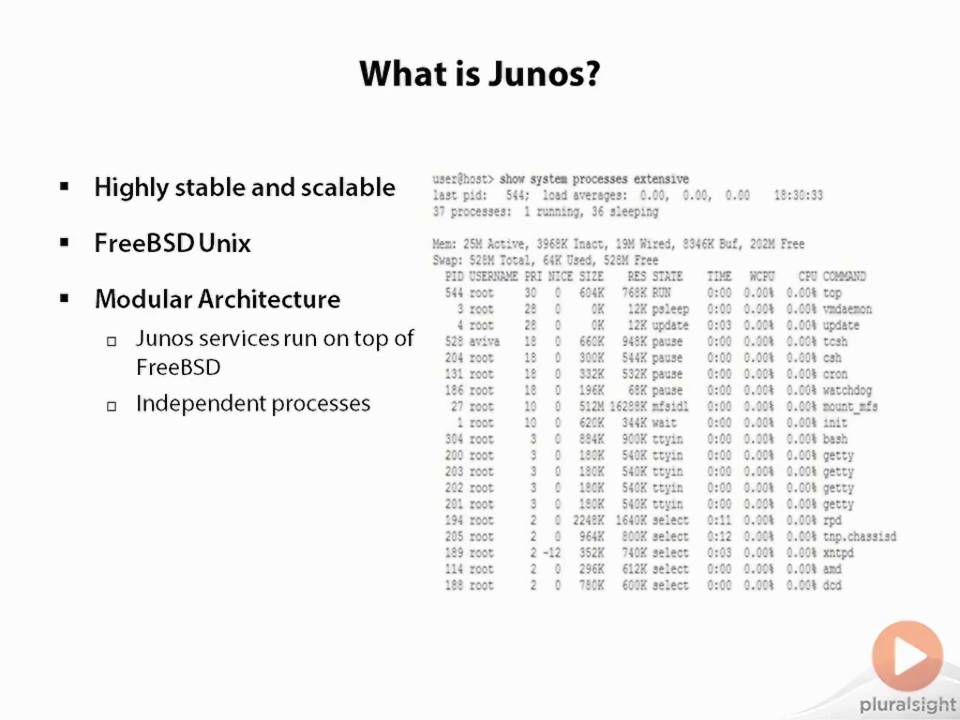 What is Junos?
Highly stable and scalable
FreeBSD Unix
Modular Architecture
Junos services run on top of
FreeBSD
Independent processes
user@host> show system processes extensive
last pid: 544; load averages: 0.00, 0.00, 0.00 18:30:33
37 processes: 1 running, 36 sleeping
Mem: 25M Active, 3968K Inact, 19M Wired, 8346K Buf, 202M Free
Swap: 528M Total, 64K Used, 528M Free
PID USERNAME PRI NICE SIZE RES STATE TIME WCPU CPU COMMAND
544 root 30 0 604K 768K RUN 0:00 0.00% 0.00% top
3 root 28 0 0K 12K psleep 0:00 0.00% 0.00% vmdaemon
4 root 28 0 0K 12K update 0:03 0.00% 0.00% update
528 aviva 18 0 660K 948K pause 0:00 0.00% 0.00% tcsh
204 root 18 0 300K 544K pause 0:00 0.00% 0.00% csh
131 root 18 0 332K 532K pause 0:00 0.00% 0.00% cron
186 root 18 0 196K 68K pause 0:00 0.00% 0.00% watchdog
27 root 10 0 512M 16288K mfsidl 0:00 0.00% 0.00% mount_mfs
1 root 10 0 620K 344K wait 0:00 0.00% 0.00% init
304 root 3 0 884K 900K ttyin 0:00 0.00% 0.00% bash
200 root 3 0 180K 540K ttyin 0:00 0.00% 0.00% getty
203 root 3 0 180K 540K ttyin 0:00 0.00% 0.00% getty
202 root 3 0 180K 540K ttyin 0:00 0.00% 0.00% getty
201 root 3 0 180K 540K ttyin 0:00 0.00% 0.00% getty
194 root 2 0 2248K 1640K select 0:11 0.00% 0.00% rpd
205 root 2 0 964K 800K select 0:12 0.00% 0.00% tnp.chassisd
189 root 2 -12 352K 740K select 0:03 0.00% 0.00% xntpd
114 root 2 0 296K 612K select 0:00 0.00% 0.00% amd
188 root 2 0 780K 600K select 0:00 0.00% 0.00% dcd
pluralsight